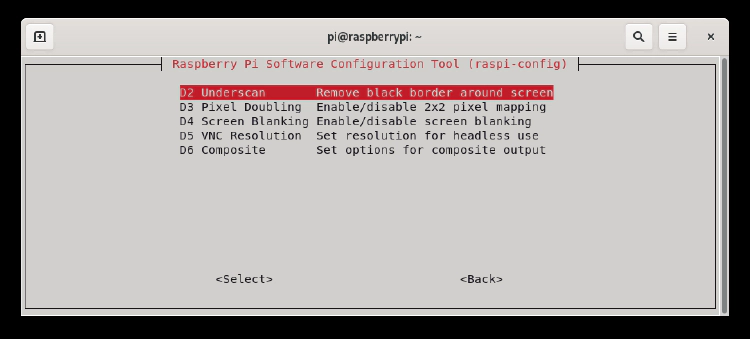 pi@raspberrypi: ~
Raspberry Pi Software Configuration Tool (raspi-config)
D2 Underscan Remove black border around screen
D3 Pixel Doubling Enable/disable 2x2 pixel mapping
D4 Screen Blanking Enable/disable screen blanking
D5 VNC Resolution Set resolution for headless use
D6 Composite Set options for composite output
<Select> <Back>